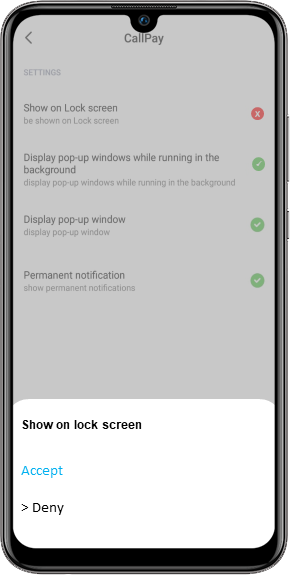 CallPay
SETTINGS
Show on Lock screen
be shown on Lock screen
Display pop-up windows while running in the
background
display pop-up windows while running in the background
Display pop-up window
display pop-up window
Permanent notification
show permanent notifications
Show on lock screen
Accept
> Deny